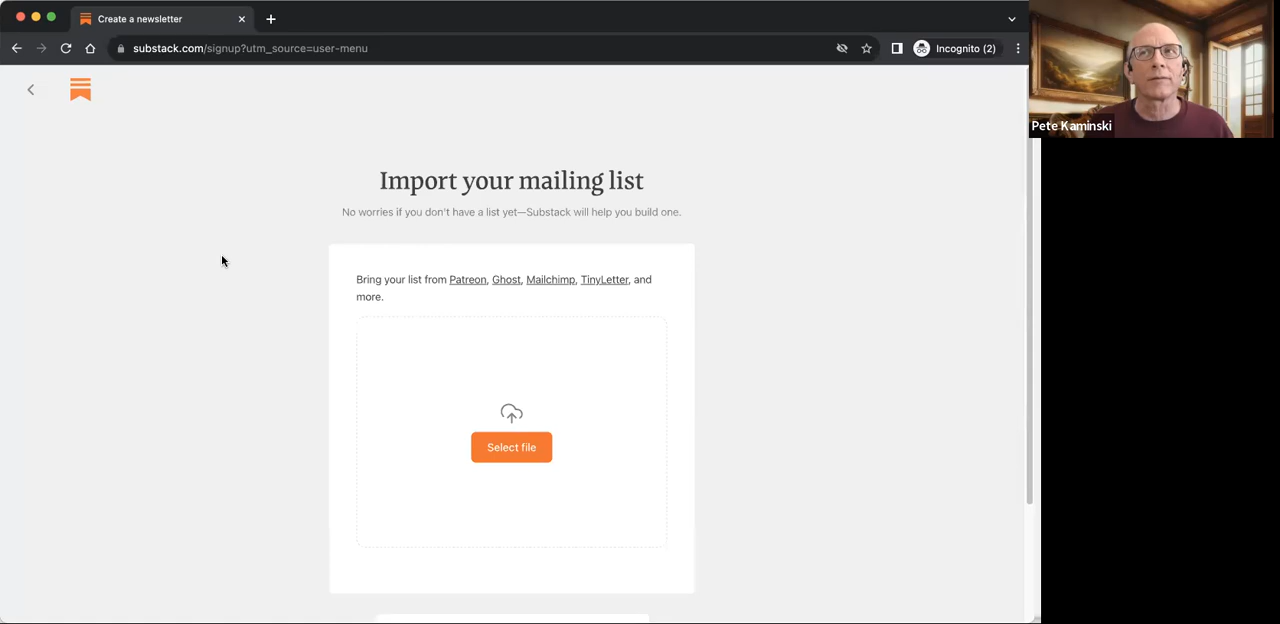 Create a newsletter
substack.com/signup?utm_source=user-menu
Incognito (2)
Pete Kaminski
Import your mailing list
No worries if you don't have a list yet—Substack will help you build one.
Bring your list from Patreon, Ghost, Mailchimp, TinyLetter, and
more.
Select file